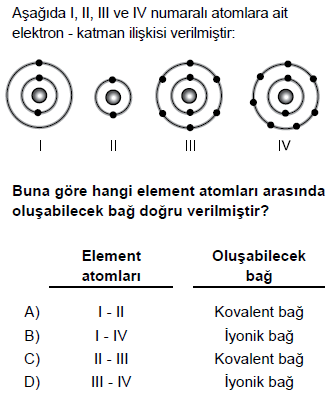 Aşağıda I, II, III ve IV numaralı atomlara ait
elektron - katman ilişkisi verilmiştir:
I II III IV
Buna göre hangi element atomları arasında
oluşabilecek bağ doğru verilmiştir?
Element atomları Oluşabilecek bağ
A) I - II Kovalent bağ
B) I - IV İyonik bağ
C) II - III Kovalent bağ
D) III - IV İyonik bağ